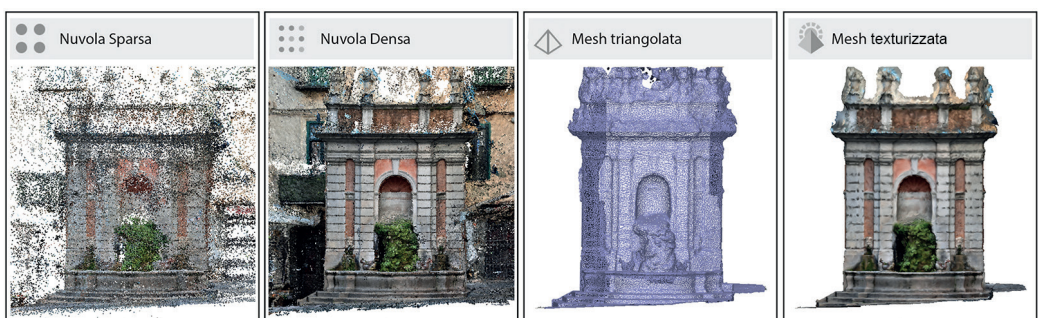 Nuvola Sparsa
Nuvola Densa
Mesh triangolata
Mesh texturizzata